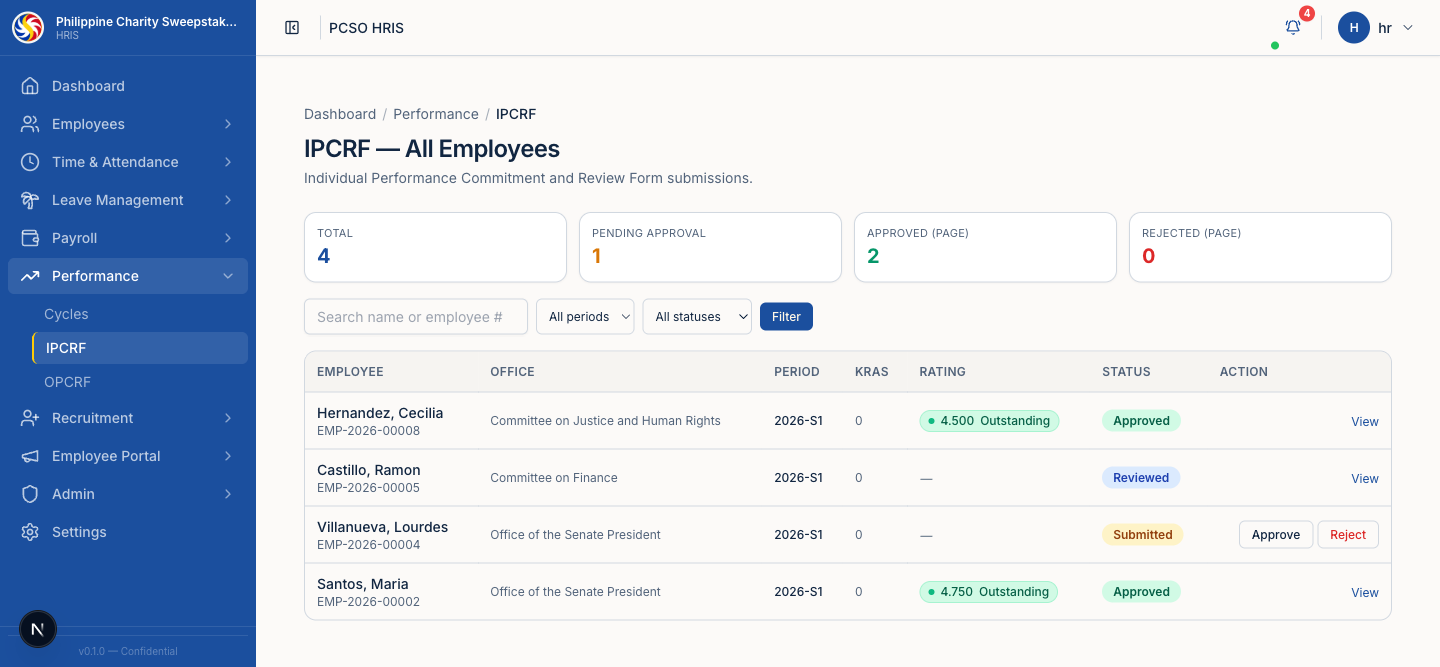 Philippine Charity Sweepstak...
HRIS
PCSO HRIS
4
H
hr
Dashboard
Employees
Time & Attendance
Leave Management
Payroll
Performance
Cycles
IPCRF
OPCRF
Recruitment
Employee Portal
Admin
Settings
N
v0.1.0 — Confidential
Dashboard / Performance / IPCRF
IPCRF — All Employees
Individual Performance Commitment and Review Form submissions.
TOTAL
4
PENDING APPROVAL
1
APPROVED (PAGE)
2
REJECTED (PAGE)
0
Search name or employee # All periods All statuses Filter
EMPLOYEE OFFICE PERIOD KRAS RATING STATUS ACTION
Hernandez, Cecilia
EMP-2026-00008
Committee on Justice and Human Rights 2026-S1 0 4.500 Outstanding Approved View
Castillo, Ramon
EMP-2026-00005
Committee on Finance 2026-S1 0 — Reviewed View
Villanueva, Lourdes
EMP-2026-00004
Office of the Senate President 2026-S1 0 — Submitted Approve Reject
Santos, Maria
EMP-2026-00002
Office of the Senate President 2026-S1 0 4.750 Outstanding Approved View